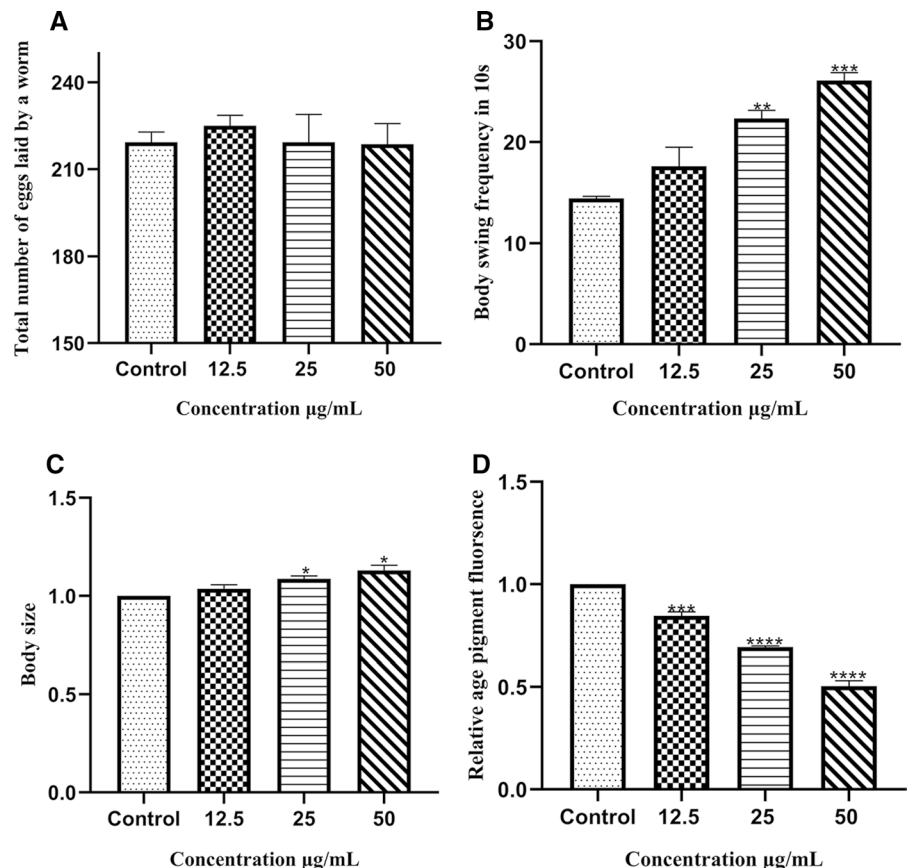 A
Total number of eggs laid by a worm
240
210
180
150
Control 12.5 25 50
Concentration μg/mL
B
Body swing frequency in 10s
30
20
10
0
** ***
Control 12.5 25 50
Concentration μg/mL
C
Body size
1.5
1.0
0.5
0.0
* *
Control 12.5 25 50
Concentration μg/mL
D
Relative age pigment fluorsence
1.5
1.0
0.5
0.0
*** **** ****
Control 12.5 25 50
Concentration μg/mL